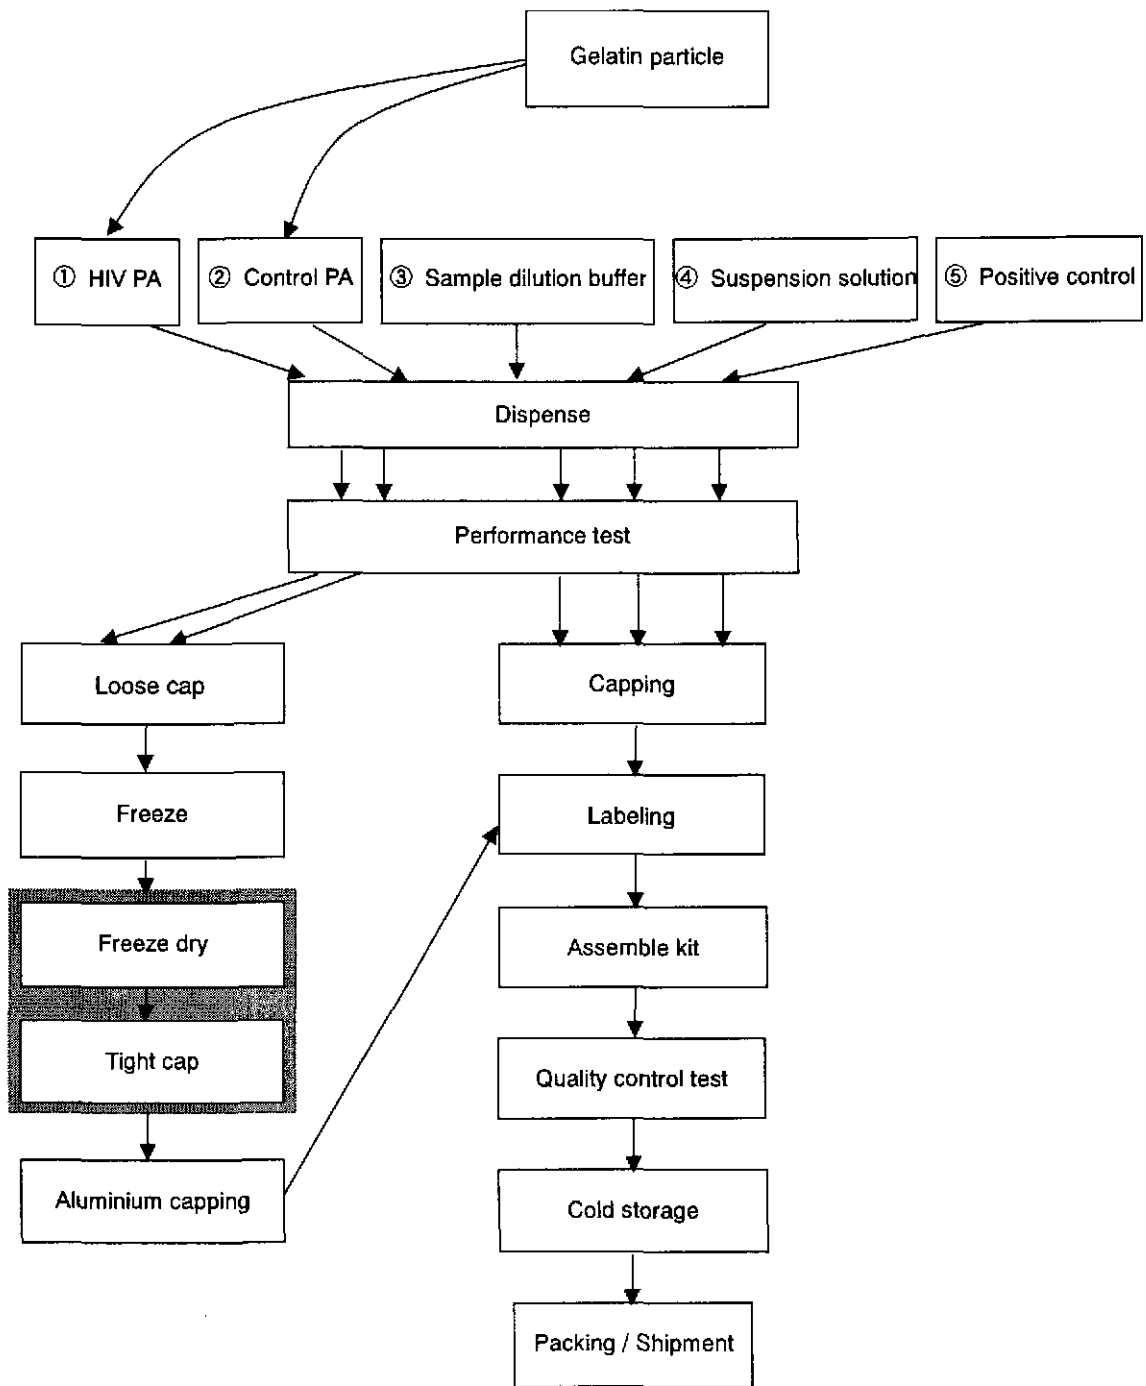 Gelatin particle
① HIV PA
② Control PA
③ Sample dilution buffer
④ Suspension solution
⑤ Positive control
Dispense
Performance test
Loose cap
Capping
Freeze
Labeling
Freeze dry
Assemble kit
Tight cap
Quality control test
Aluminium capping
Cold storage
Packing / Shipment